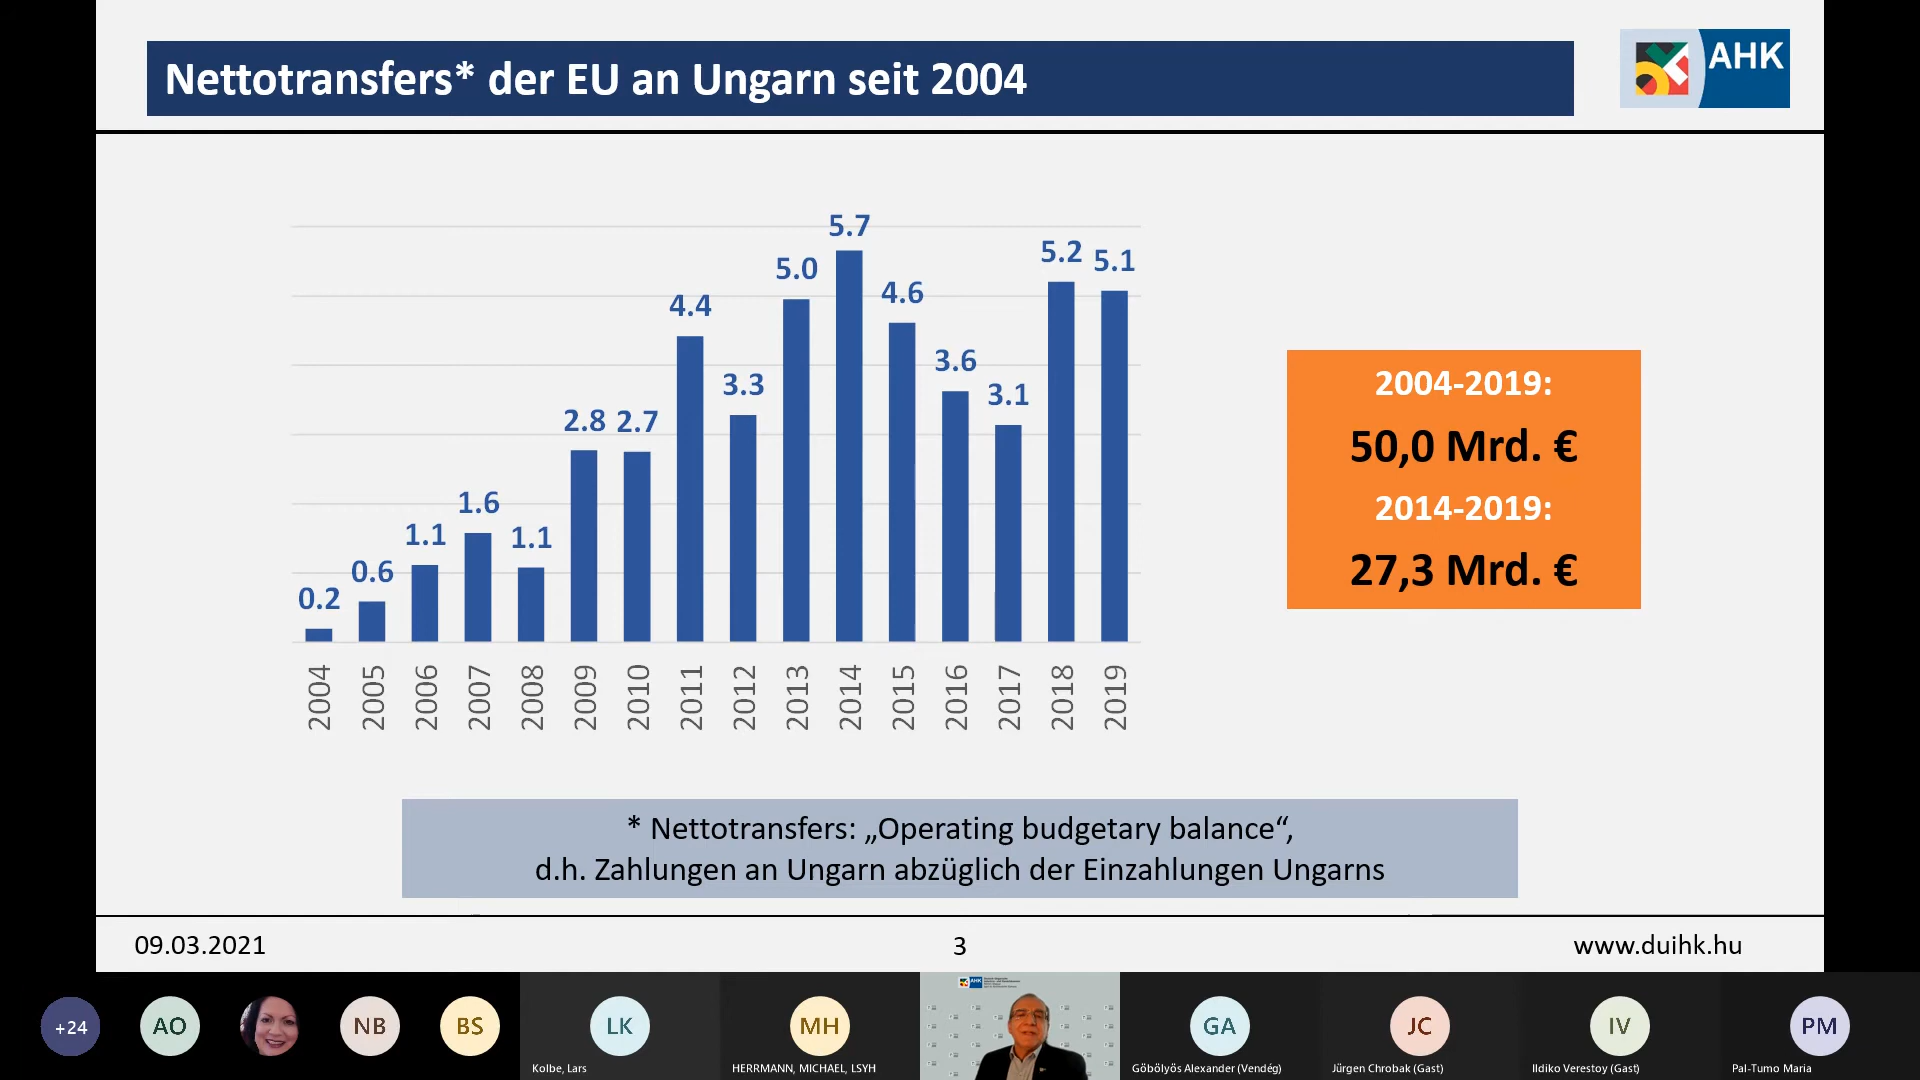 Nettotransfers* der EU an Ungarn seit 2004
AHK
5.7
5.2
5.1
5.0
4.6
4.4
3.6
3.3
3.1
2.8
2.7
1.6
1.1
1.1
0.6
0.2
2004
2005
2006
2007
2008
2009
2010
2011
2012
2013
2014
2015
2016
2017
2018
2019
2004-2019:
50,0 Mrd. €
2014-2019:
27,3 Mrd. €
* Nettotransfers: „Operating budgetary balance“,
d.h. Zahlungen an Ungarn abzüglich der Einzahlungen Ungarns
09.03.2021
3
www.duihk.hu
+24
AO
NB
BS
LK
Kolbe, Lars
MH
HERRMANN, MICHAEL, LSYH
AHK
GA
Göbölyös Alexander (Vendég)
JC
Jürgen Chrobak (Gast)
IV
Ildiko Verestoy (Gast)
PM
Pal-Tumo Maria